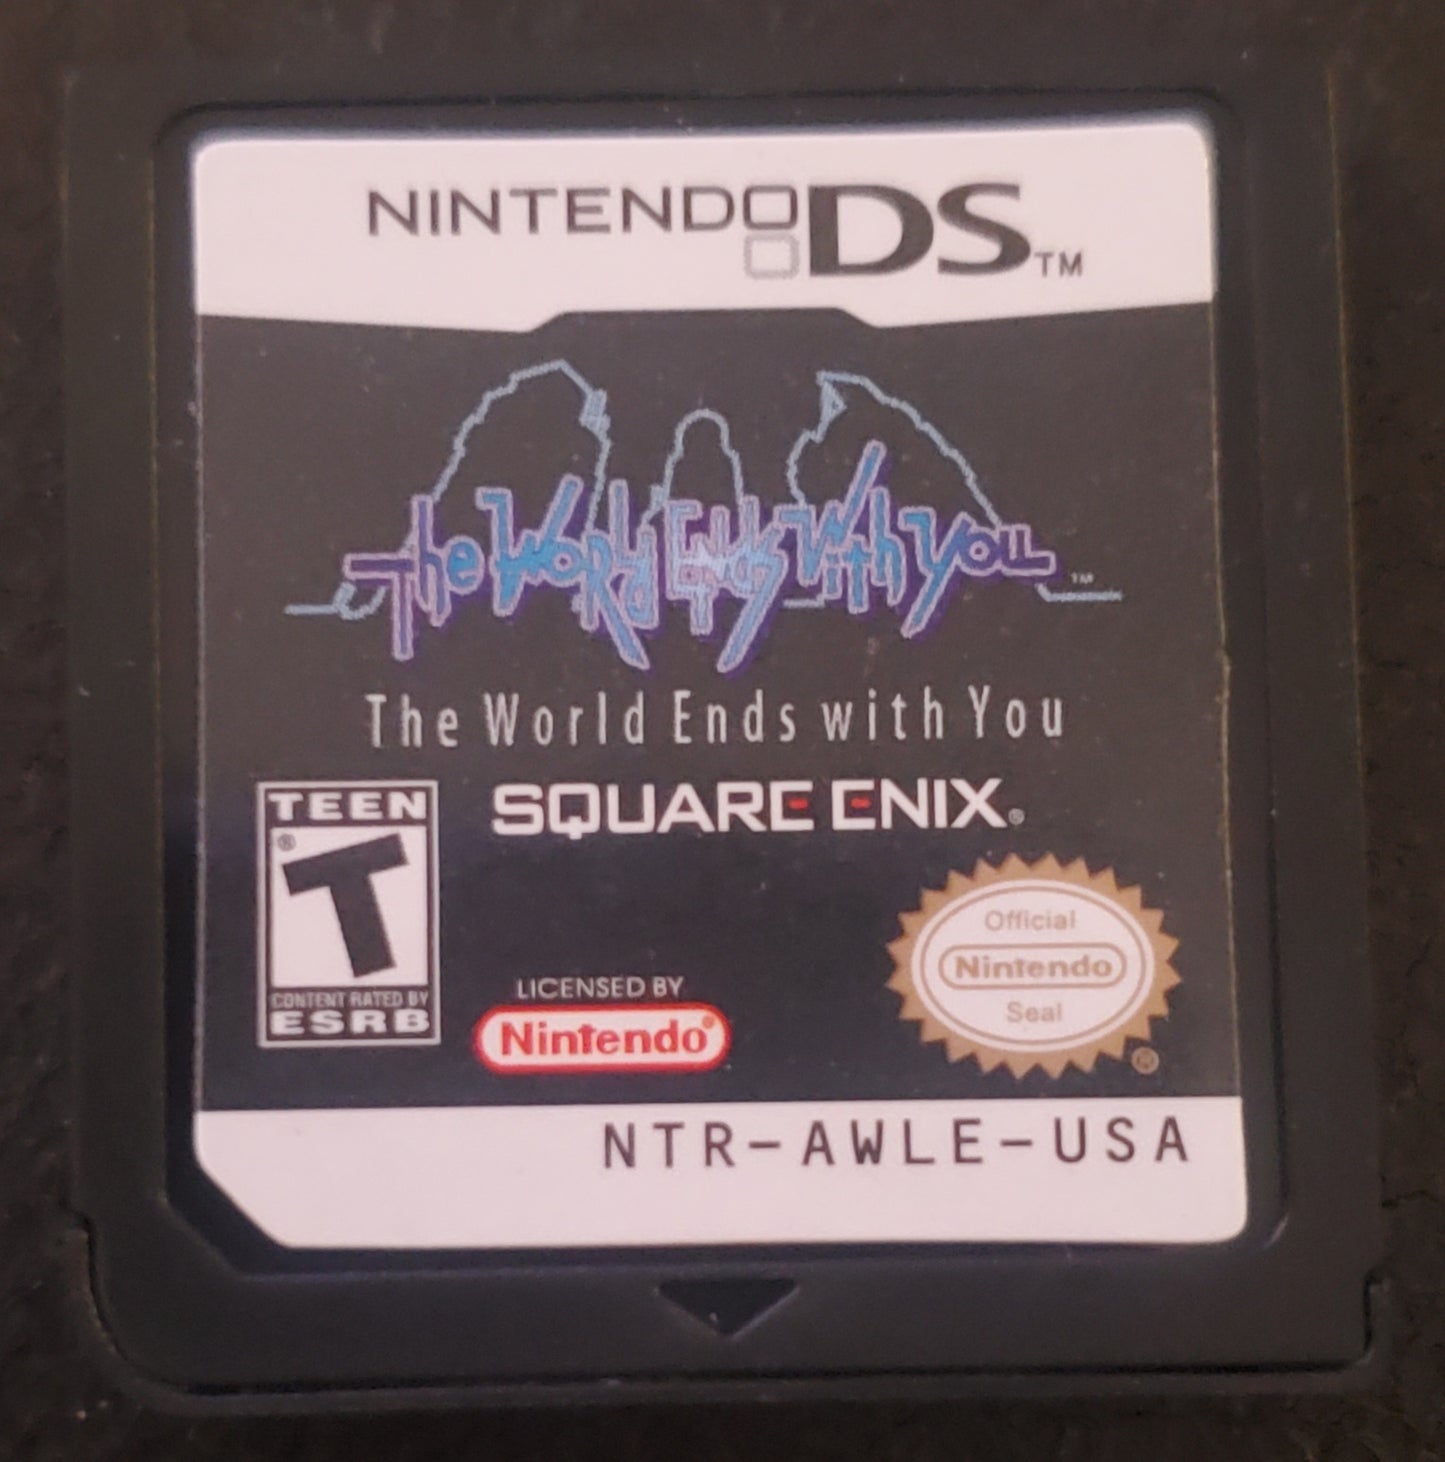 NINTENDO DS™
The World Ends With You™
The World Ends with You
SQUARE ENIX®
TEEN
®
T
CONTENT RATED BY
ESRB
LICENSED BY
Nintendo®
Official
Nintendo
Seal
®
NTR-AWLE-USA